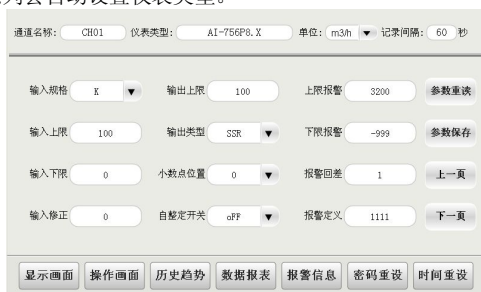 列会自动设置仪表类型。
通道名称： CH01 仪表类型： AI-756P8.X 单位： m3/h ▼ 记录间隔： 60 秒
输入规格 K ▼ 输出上限 100 上限报警 3200 参数重读
输入上限 100 输出类型 SSR ▼ 下限报警 -999 参数保存
输入下限 0 小数点位置 0 ▼ 报警回差 1 上一页
输入修正 0 自整定开关 oFF ▼ 报警定义 1111 下一页
显示画面 操作画面 历史趋势 数据报表 报警信息 密码重设 时间重设